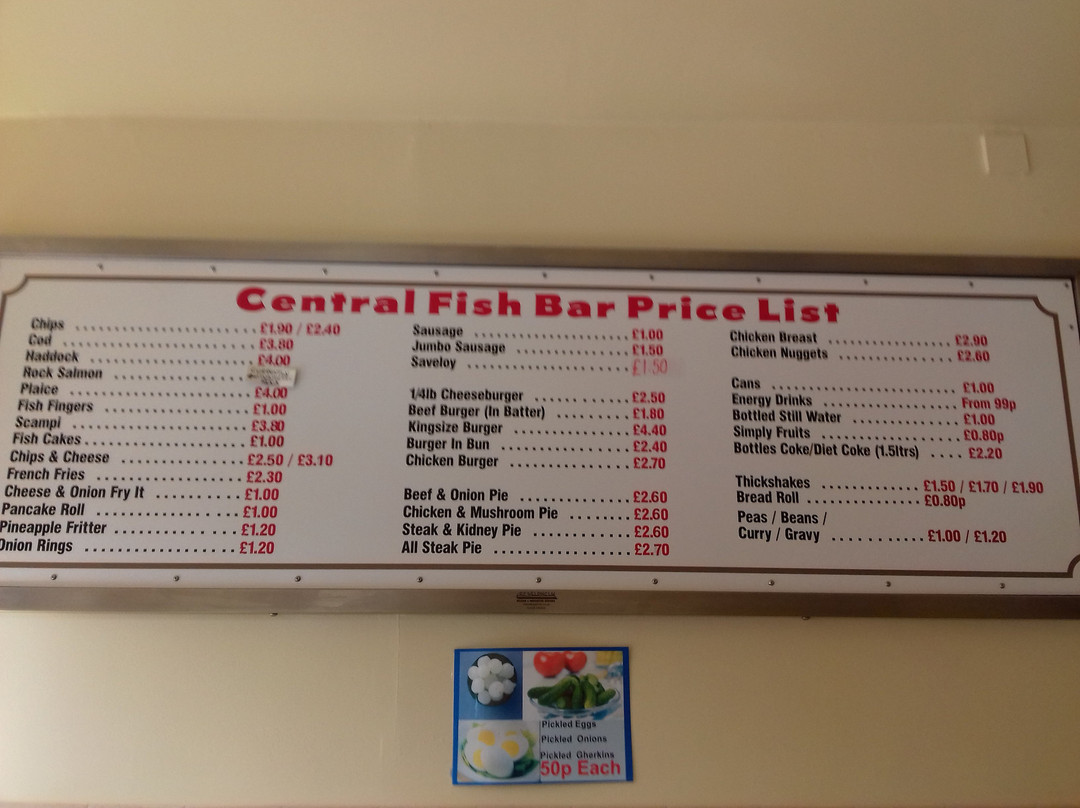 Central Fish Bar Price List
Chips ........................ £1.90 / £2.40
Cod ........................ £3.80
Haddock ........................ £4.00
Rock Salmon ........................
Plaice ........................ £4.00
Fish Fingers ........................ £1.00
Scampi ........................ £3.80
Fish Cakes ........................ £1.00
Chips & Cheese .................. £2.50 / £3.10
French Fries ........................ £2.30
Cheese & Onion Fry It .......... £1.00
Pancake Roll ........................ £1.00
Pineapple Fritter .............. £1.20
Onion Rings ...................... £1.20
Sausage ........................ £1.00
Jumbo Sausage .................. £1.50
Saveloy ........................ £1.50
1/4lb Cheeseburger ............ £2.50
Beef Burger (In Batter) ........ £1.80
Kingsize Burger ................ £4.40
Burger In Bun .................. £2.40
Chicken Burger ................ £2.70
Beef & Onion Pie .............. £2.60
Chicken & Mushroom Pie ........ £2.60
Steak & Kidney Pie ............ £2.60
All Steak Pie .................. £2.70
Chicken Breast ................ £2.90
Chicken Nuggets .............. £2.60
Cans ........................ £1.00
Energy Drinks ................ From 99p
Bottled Still Water ............ £1.00
Simply Fruits ................ £0.80p
Bottles Coke/Diet Coke (1.5ltrs) .... £2.20
Thickshakes .............. £1.50 / £1.70 / £1.90
Bread Roll ................ £0.80p
Peas / Beans /
Curry / Gravy ........... £1.00 / £1.20
Pickled Eggs
Pickled Onions
Pickled Gherkins
50p Each